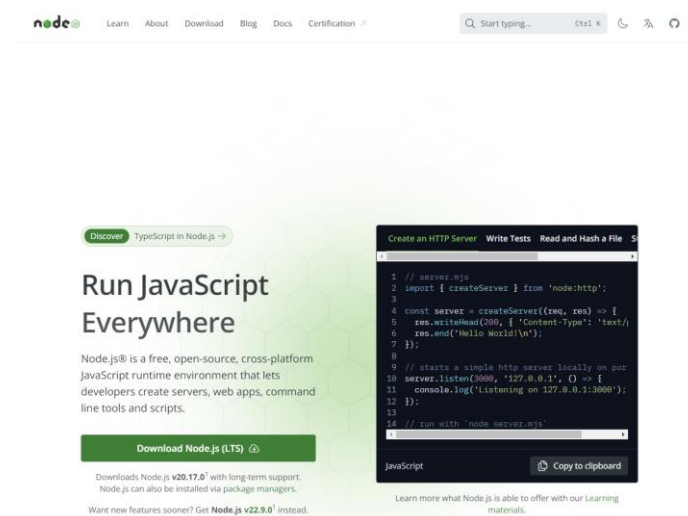 node
Learn About Download Blog Docs Certification ↗
Start typing... Ctrl K
Discover TypeScript in Node.js →
Run JavaScript
Everywhere
Node.js® is a free, open-source, cross-platform
JavaScript runtime environment that lets
developers create servers, web apps, command
line tools and scripts.
Download Node.js (LTS)
Downloads Node.js v20.17.0¹ with long-term support.
Node.js can also be installed via package managers.
Want new features sooner? Get Node.js v22.9.0¹ instead.
Create an HTTP Server Write Tests Read and Hash a File
1 // server.mjs
2 import { createServer } from 'node:http';
3
4 const server = createServer((req, res) => {
5 res.writeHead(200, { 'Content-Type': 'text/
6 res.end('Hello World!\n');
7 });
8
9 // starts a simple http server locally on por
10 server.listen(3000, '127.0.0.1', () => {
11 console.log('Listening on 127.0.0.1:3000');
12 });
13
14 // run with `node server.mjs`
JavaScript Copy to clipboard
Learn more what Node.js is able to offer with our Learning
materials.